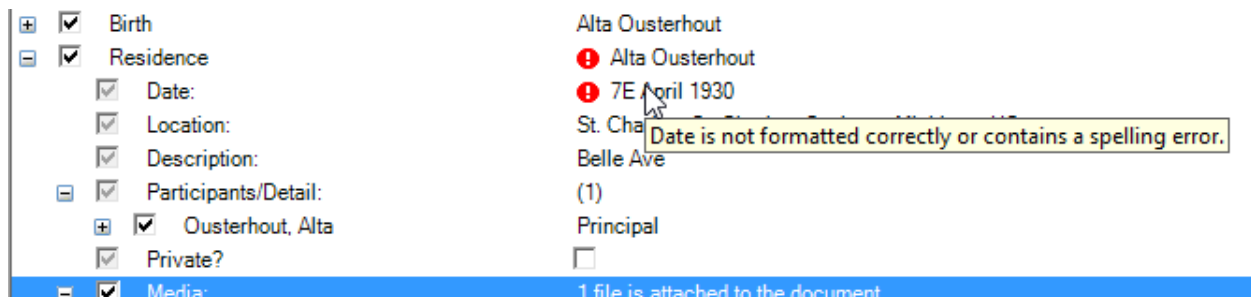 Birth Alta Ousterhout
Residence Alta Ousterhout
Date: 7E April 1930
Location: St.
Date is not formatted correctly or contains a spelling error.
Description: Belle Ave
Participants/Detail: (1)
Ousterhout, Alta Principal
Private?
Media: 1 file is attached to the document